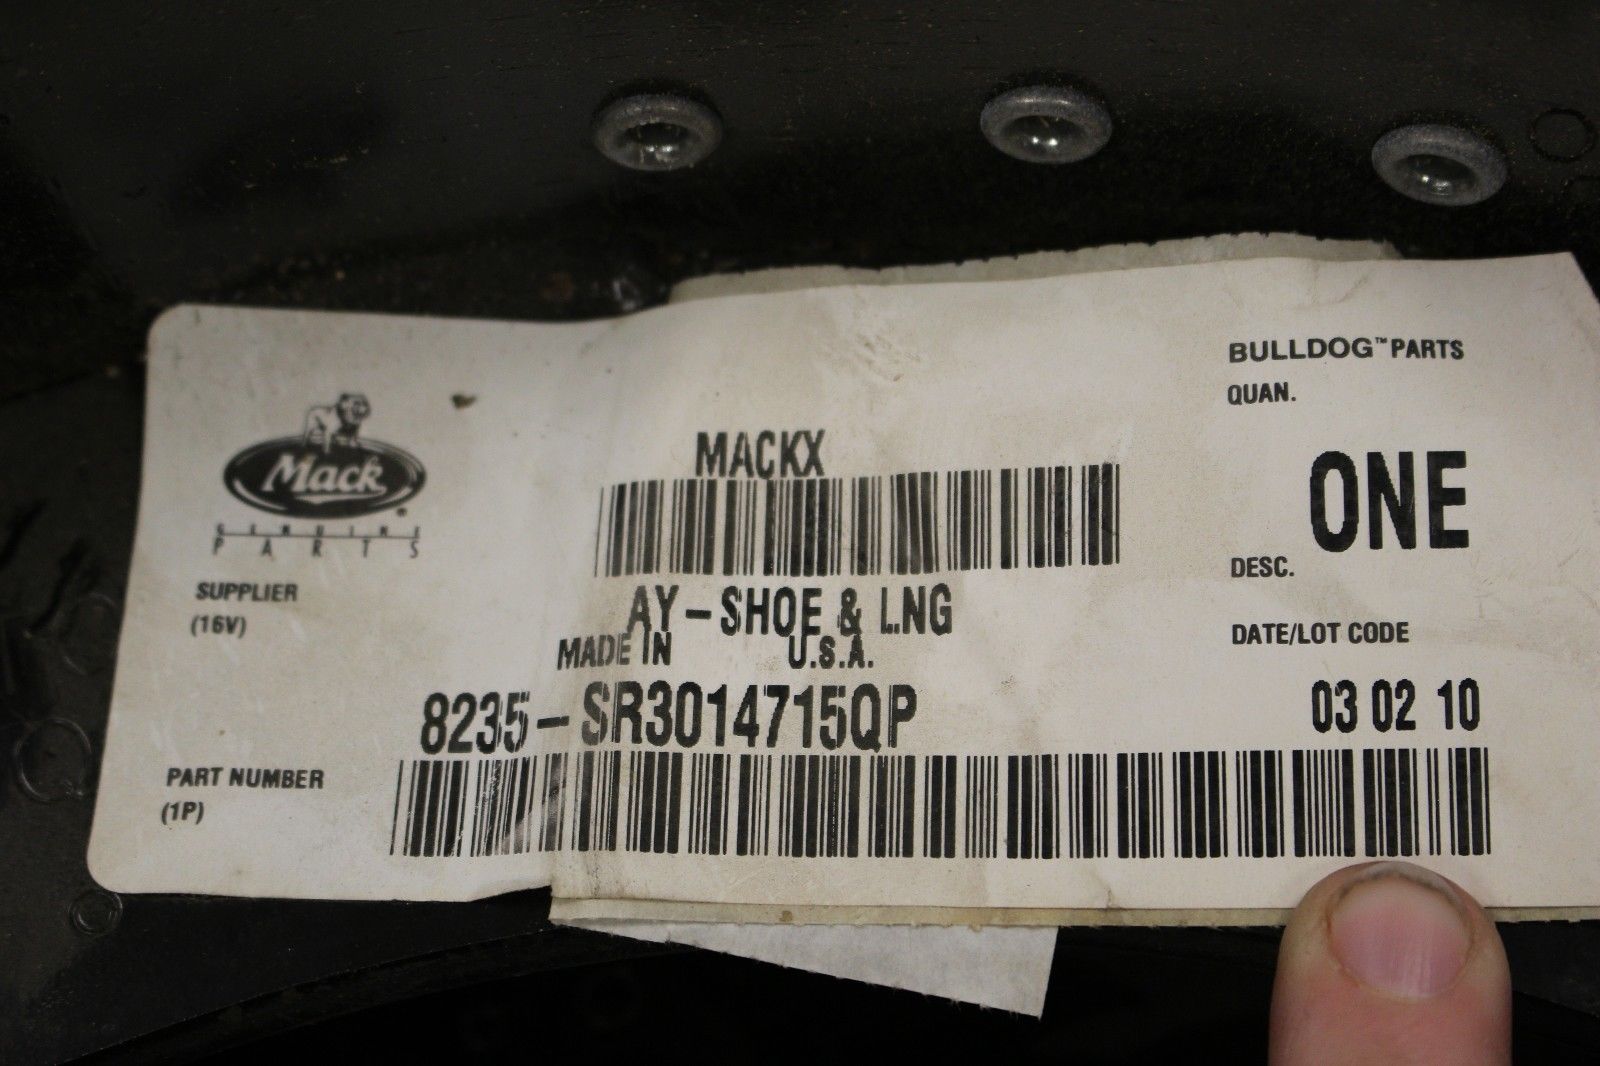 BULLDOG™ PARTS
QUAN.
MACKX
ONE
Mack
®
GENUINE
PARTS
DESC.
SUPPLIER
(16V)
AY-SHOE & LNG
MADE IN U.S.A.
DATE/LOT CODE
8235-SR3014715QP
03 02 10
PART NUMBER
(1P)